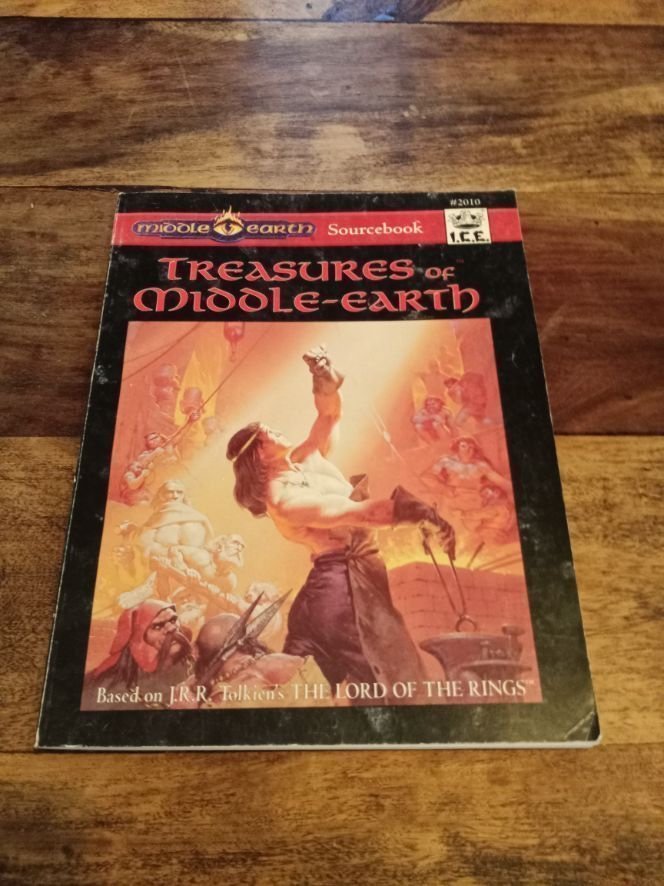 #2010
MIDDLE EARTH Sourcebook
I.C.E.
TREASURES OF
MIDDLE-EARTH
Based on J.R.R. Tolkien's THE LORD OF THE RINGS™